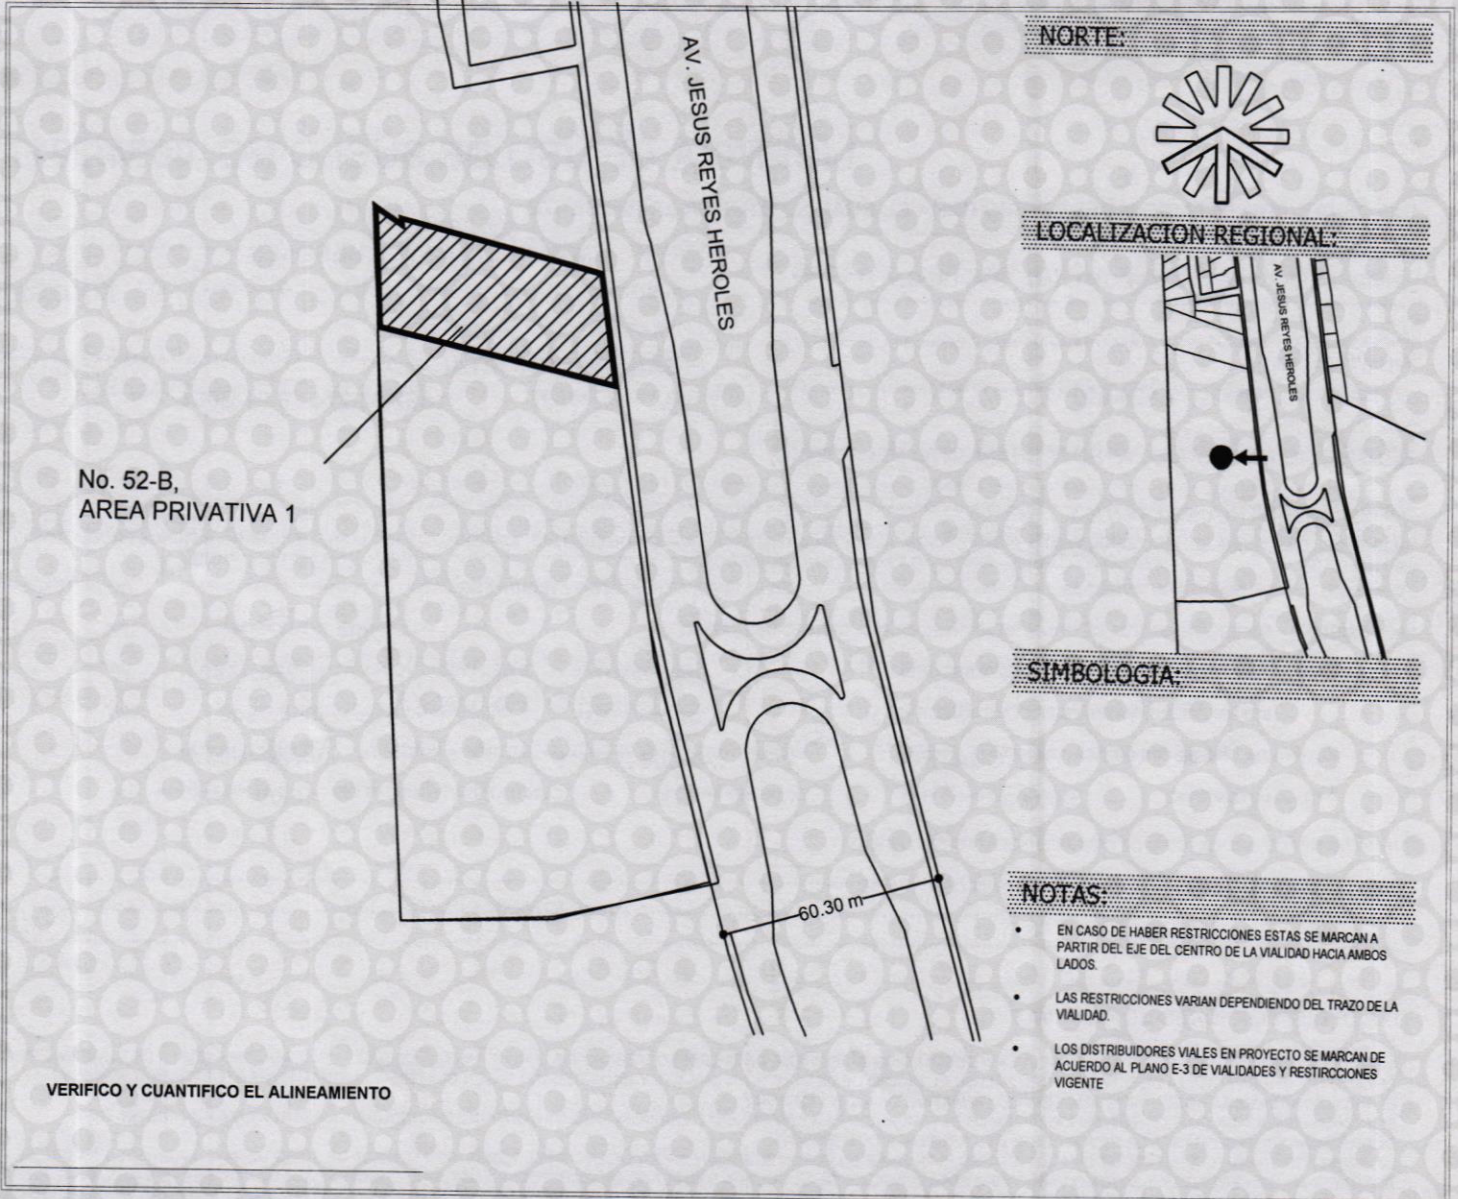 AV. JESUS REYES HEROLES
No. 52-B,
AREA PRIVATIVA 1
60.30 m
VERIFICO Y CUANTIFICO EL ALINEAMIENTO
NORTE:
LOCALIZACION REGIONAL:
AV. JESUS REYES HEROLES
SIMBOLOGIA:
NOTAS:
• EN CASO DE HABER RESTRICCIONES ESTAS SE MARCAN A
PARTIR DEL EJE DEL CENTRO DE LA VIALIDAD HACIA AMBOS
LADOS.
• LAS RESTRICCIONES VARIAN DEPENDIENDO DEL TRAZO DE LA
VIALIDAD.
• LOS DISTRIBUIDORES VIALES EN PROYECTO SE MARCAN DE
ACUERDO AL PLANO E-3 DE VIALIDADES Y RESTIRCCIONES
VIGENTE